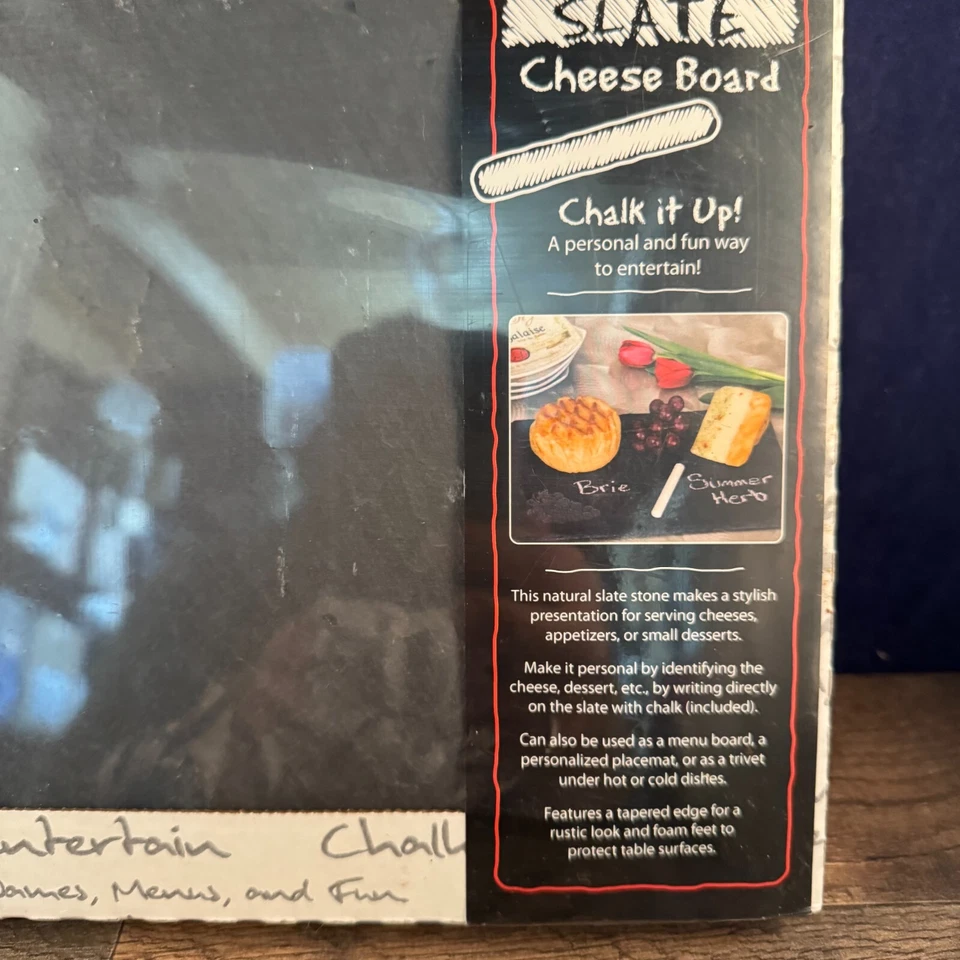 SLATE
Cheese Board
Chalk it Up!
A personal and fun way
to entertain!
Brie
Summer
Herb
This natural slate stone makes a stylish
presentation for serving cheeses,
appetizers, or small desserts.
Make it personal by identifying the
cheese, dessert, etc., by writing directly
on the slate with chalk (included).
Can also be used as a menu board, a
personalized placemat, or as a trivet
under hot or cold dishes.
Features a tapered edge for a
rustic look and foam feet to
protect table surfaces.
ntertain Chalk
ames, Menus, and Fun